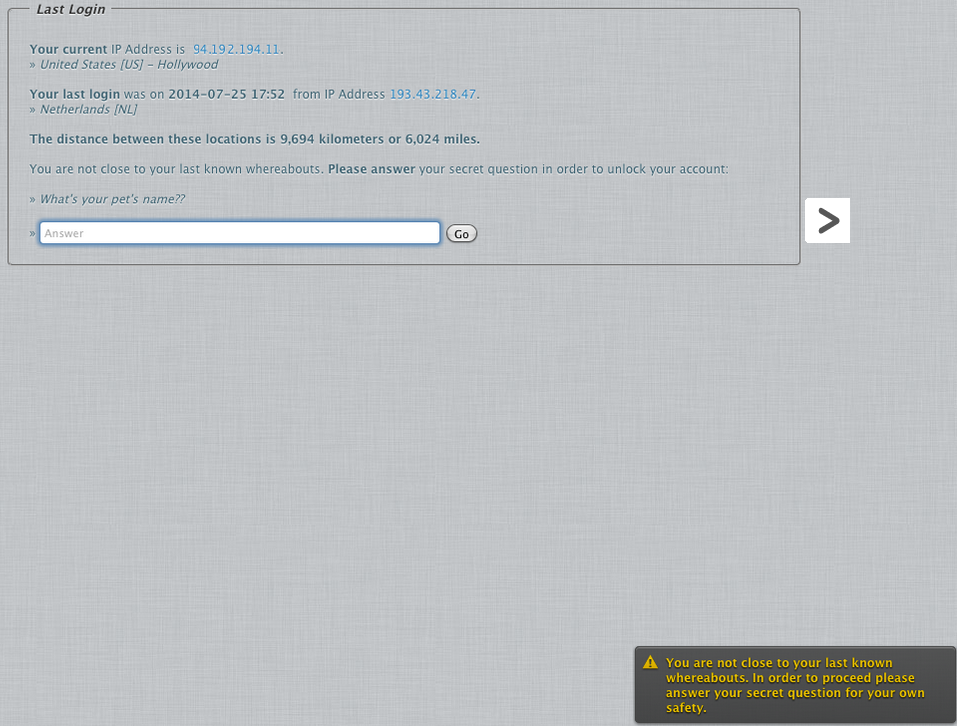 Last Login
Your current IP Address is 94.192.194.11.
» United States [US] - Hollywood
Your last login was on 2014-07-25 17:52 from IP Address 193.43.218.47.
» Netherlands [NL]
The distance between these locations is 9,694 kilometers or 6,024 miles.
You are not close to your last known whereabouts. Please answer your secret question in order to unlock your account:
» What's your pet's name??
» Answer Go
>
You are not close to your last known
whereabouts. In order to proceed please
answer your secret question for your own
safety.